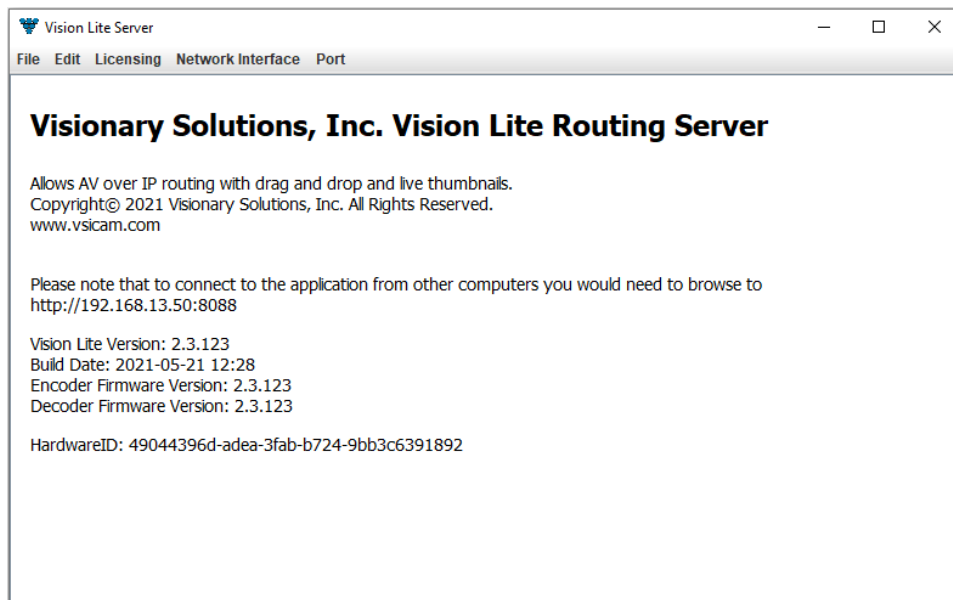 Vision Lite Server
File Edit Licensing Network Interface Port
Visionary Solutions, Inc. Vision Lite Routing Server
Allows AV over IP routing with drag and drop and live thumbnails.
Copyright© 2021 Visionary Solutions, Inc. All Rights Reserved.
www.vsicam.com
Please note that to connect to the application from other computers you would need to browse to
http://192.168.13.50:8088
Vision Lite Version: 2.3.123
Build Date: 2021-05-21 12:28
Encoder Firmware Version: 2.3.123
Decoder Firmware Version: 2.3.123
HardwareID: 49044396d-adea-3fab-b724-9bb3c6391892